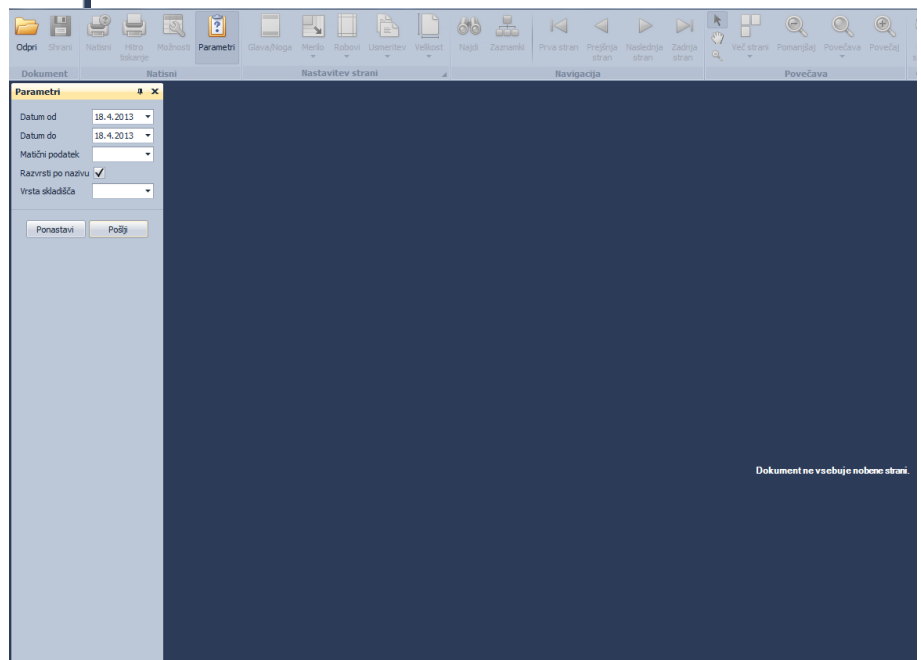 Odpri Shrani Natisni Hitro tiskanje Možnosti Parametri Glava/Noga Merilo Robovi Usmeritev Velikost Najdi Zaznamki Prva stran Prejšnja stran Naslednja stran Zadnja stran Več strani Pomanjšaj Povečava Povečaj
Dokument Natisni Nastavitev strani Navigacija Povečava
Parametri
Datum od 18.4.2013
Datum do 18.4.2013
Matični podatek
Razvrsti po nazivu
Vrsta skladišča
Ponastavi Pošlji
Dokument ne vsebuje nobene strani.